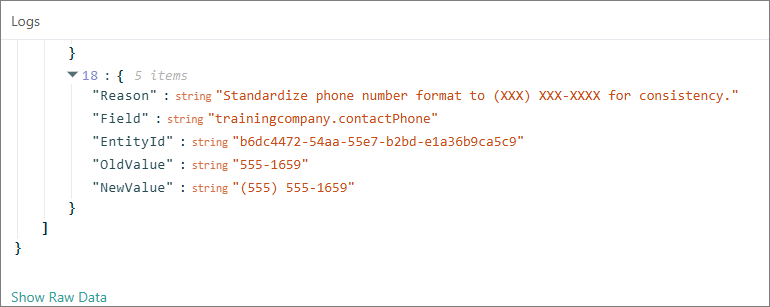 Logs
}
18 : { 5 items
"Reason" : string "Standardize phone number format to (XXX) XXX-XXXX for consistency."
"Field" : string "trainingcompany.contactPhone"
"EntityId" : string "b6dc4472-54aa-55e7-b2bd-e1a36b9ca5c9"
"OldValue" : string "555-1659"
"NewValue" : string "(555) 555-1659"
}
]
}
Show Raw Data